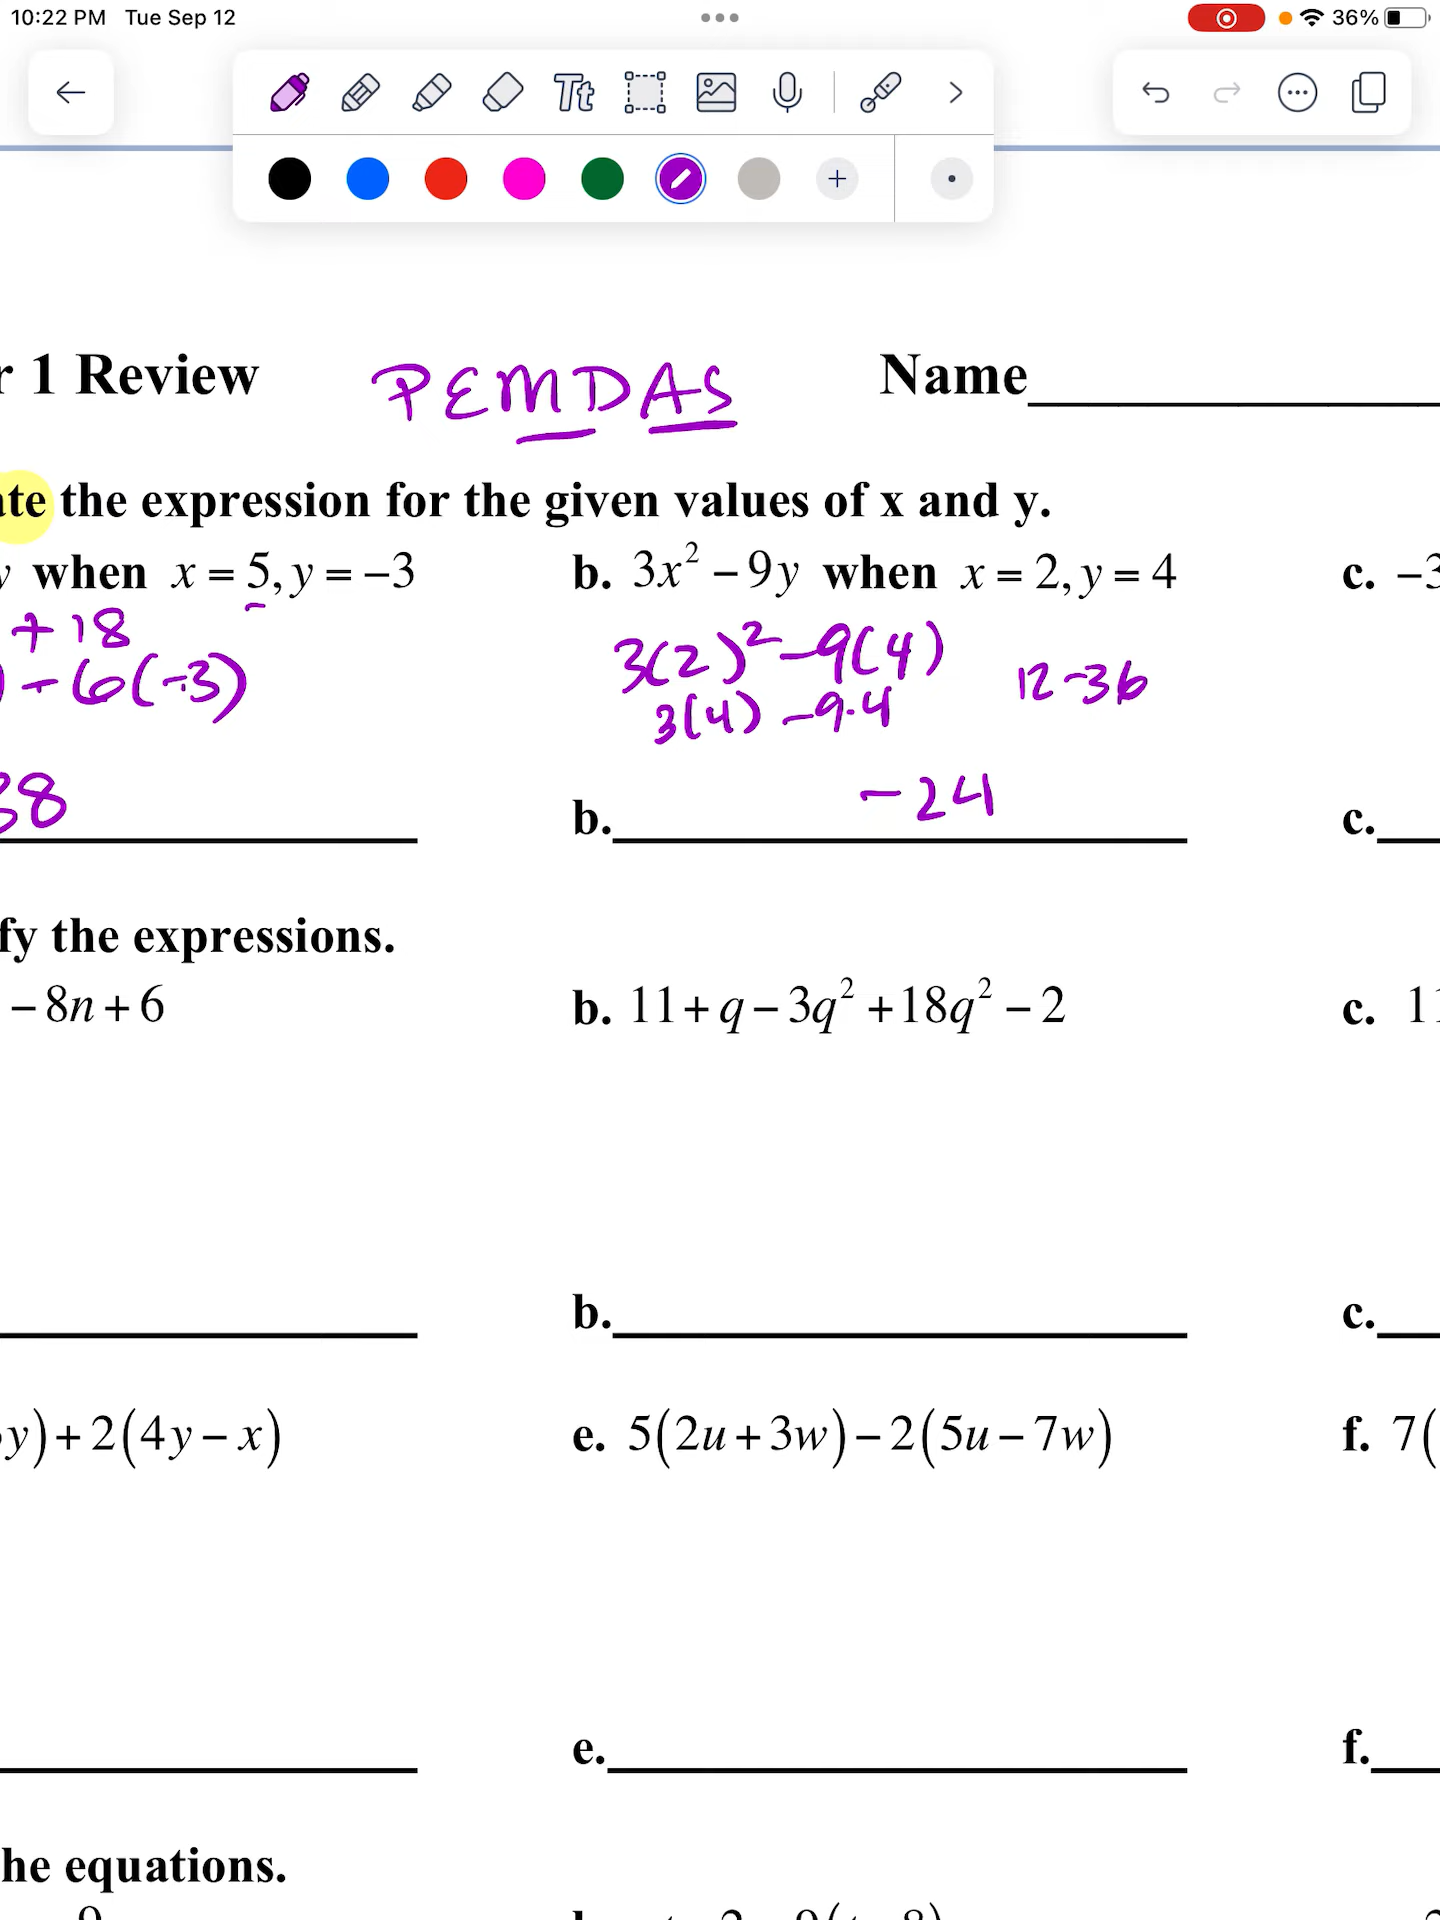 10:22 PM Tue Sep 12 36%
Tt
r 1 Review PEMDAS Name
ate the expression for the given values of x and y.
y when x = 5, y = −3 b. 3x² − 9y when x = 2, y = 4 c. −3
+18 3(2)² −9(4) 12-36
) − 6(−3) 3(4) −9·4
38 b. −24 c.
fy the expressions.
− 8n + 6 b. 11 + q − 3q² + 18q² − 2 c. 11
b. c.
y) + 2(4y − x) e. 5(2u + 3w) − 2(5u − 7w) f. 7(
e. f.
he equations.